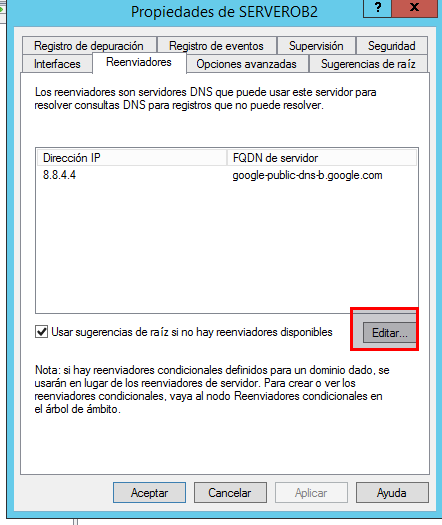 Propiedades de SERVEROB2
? x
Registro de depuración Registro de eventos Supervisión Seguridad
Interfaces Reenviadores Opciones avanzadas Sugerencias de raíz
Los reenviadores son servidores DNS que puede usar este servidor para
resolver consultas DNS para registros que no puede resolver.
Dirección IP FQDN de servidor
8.8.4.4 google-public-dns-b.google.com
Usar sugerencias de raíz si no hay reenviadores disponibles Editar...
Nota: si hay reenviadores condicionales definidos para un dominio dado, se
usarán en lugar de los reenviadores de servidor. Para crear o ver los
reenviadores condicionales, vaya al nodo Reenviadores condicionales en
el árbol de ámbito.
Aceptar Cancelar Aplicar Ayuda